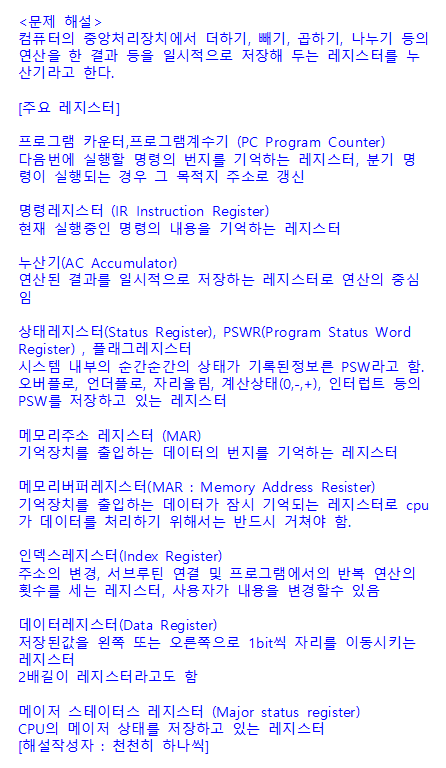 <문제 해설>
컴퓨터의 중앙처리장치에서 더하기, 빼기, 곱하기, 나누기 등의
연산을 한 결과 등을 일시적으로 저장해 두는 레지스터를 누
산기라고 한다.
[주요 레지스터]
프로그램 카운터,프로그램계수기 (PC Program Counter)
다음번에 실행할 명령의 번지를 기억하는 레지스터, 분기 명
령이 실행되는 경우 그 목적지 주소로 갱신
명령레지스터 (IR Instruction Register)
현재 실행중인 명령의 내용을 기억하는 레지스터
누산기(AC Accumulator)
연산된 결과를 일시적으로 저장하는 레지스터로 연산의 중심
임
상태레지스터(Status Register), PSWR(Program Status Word
Register) , 플래그레지스터
시스템 내부의 순간순간의 상태가 기록된정보른 PSW라고 함.
오버플로, 언더플로, 자리올림, 계산상태(0,-,+), 인터럽트 등의
PSW를 저장하고 있는 레지스터
메모리주소 레지스터 (MAR)
기억장치를 출입하는 데이터의 번지를 기억하는 레지스터
메모리버퍼레지스터(MAR : Memory Address Resister)
기억장치를 출입하는 데이터가 잠시 기억되는 레지스터로 cpu
가 데이터를 처리하기 위해서는 반드시 거쳐야 함.
인덱스레지스터(Index Register)
주소의 변경, 서브루틴 연결 및 프로그램에서의 반복 연산의
횟수를 세는 레지스터, 사용자가 내용을 변경할수 있음
데이터레지스터(Data Register)
저장된값을 왼쪽 또는 오른쪽으로 1bit씩 자리를 이동시키는
레지스터
2배길이 레지스터라고도 함
메이저 스테이터스 레지스터 (Major status register)
CPU의 메이저 상태를 저장하고 있는 레지스터
[해설작성자 : 천천히 하나씩]